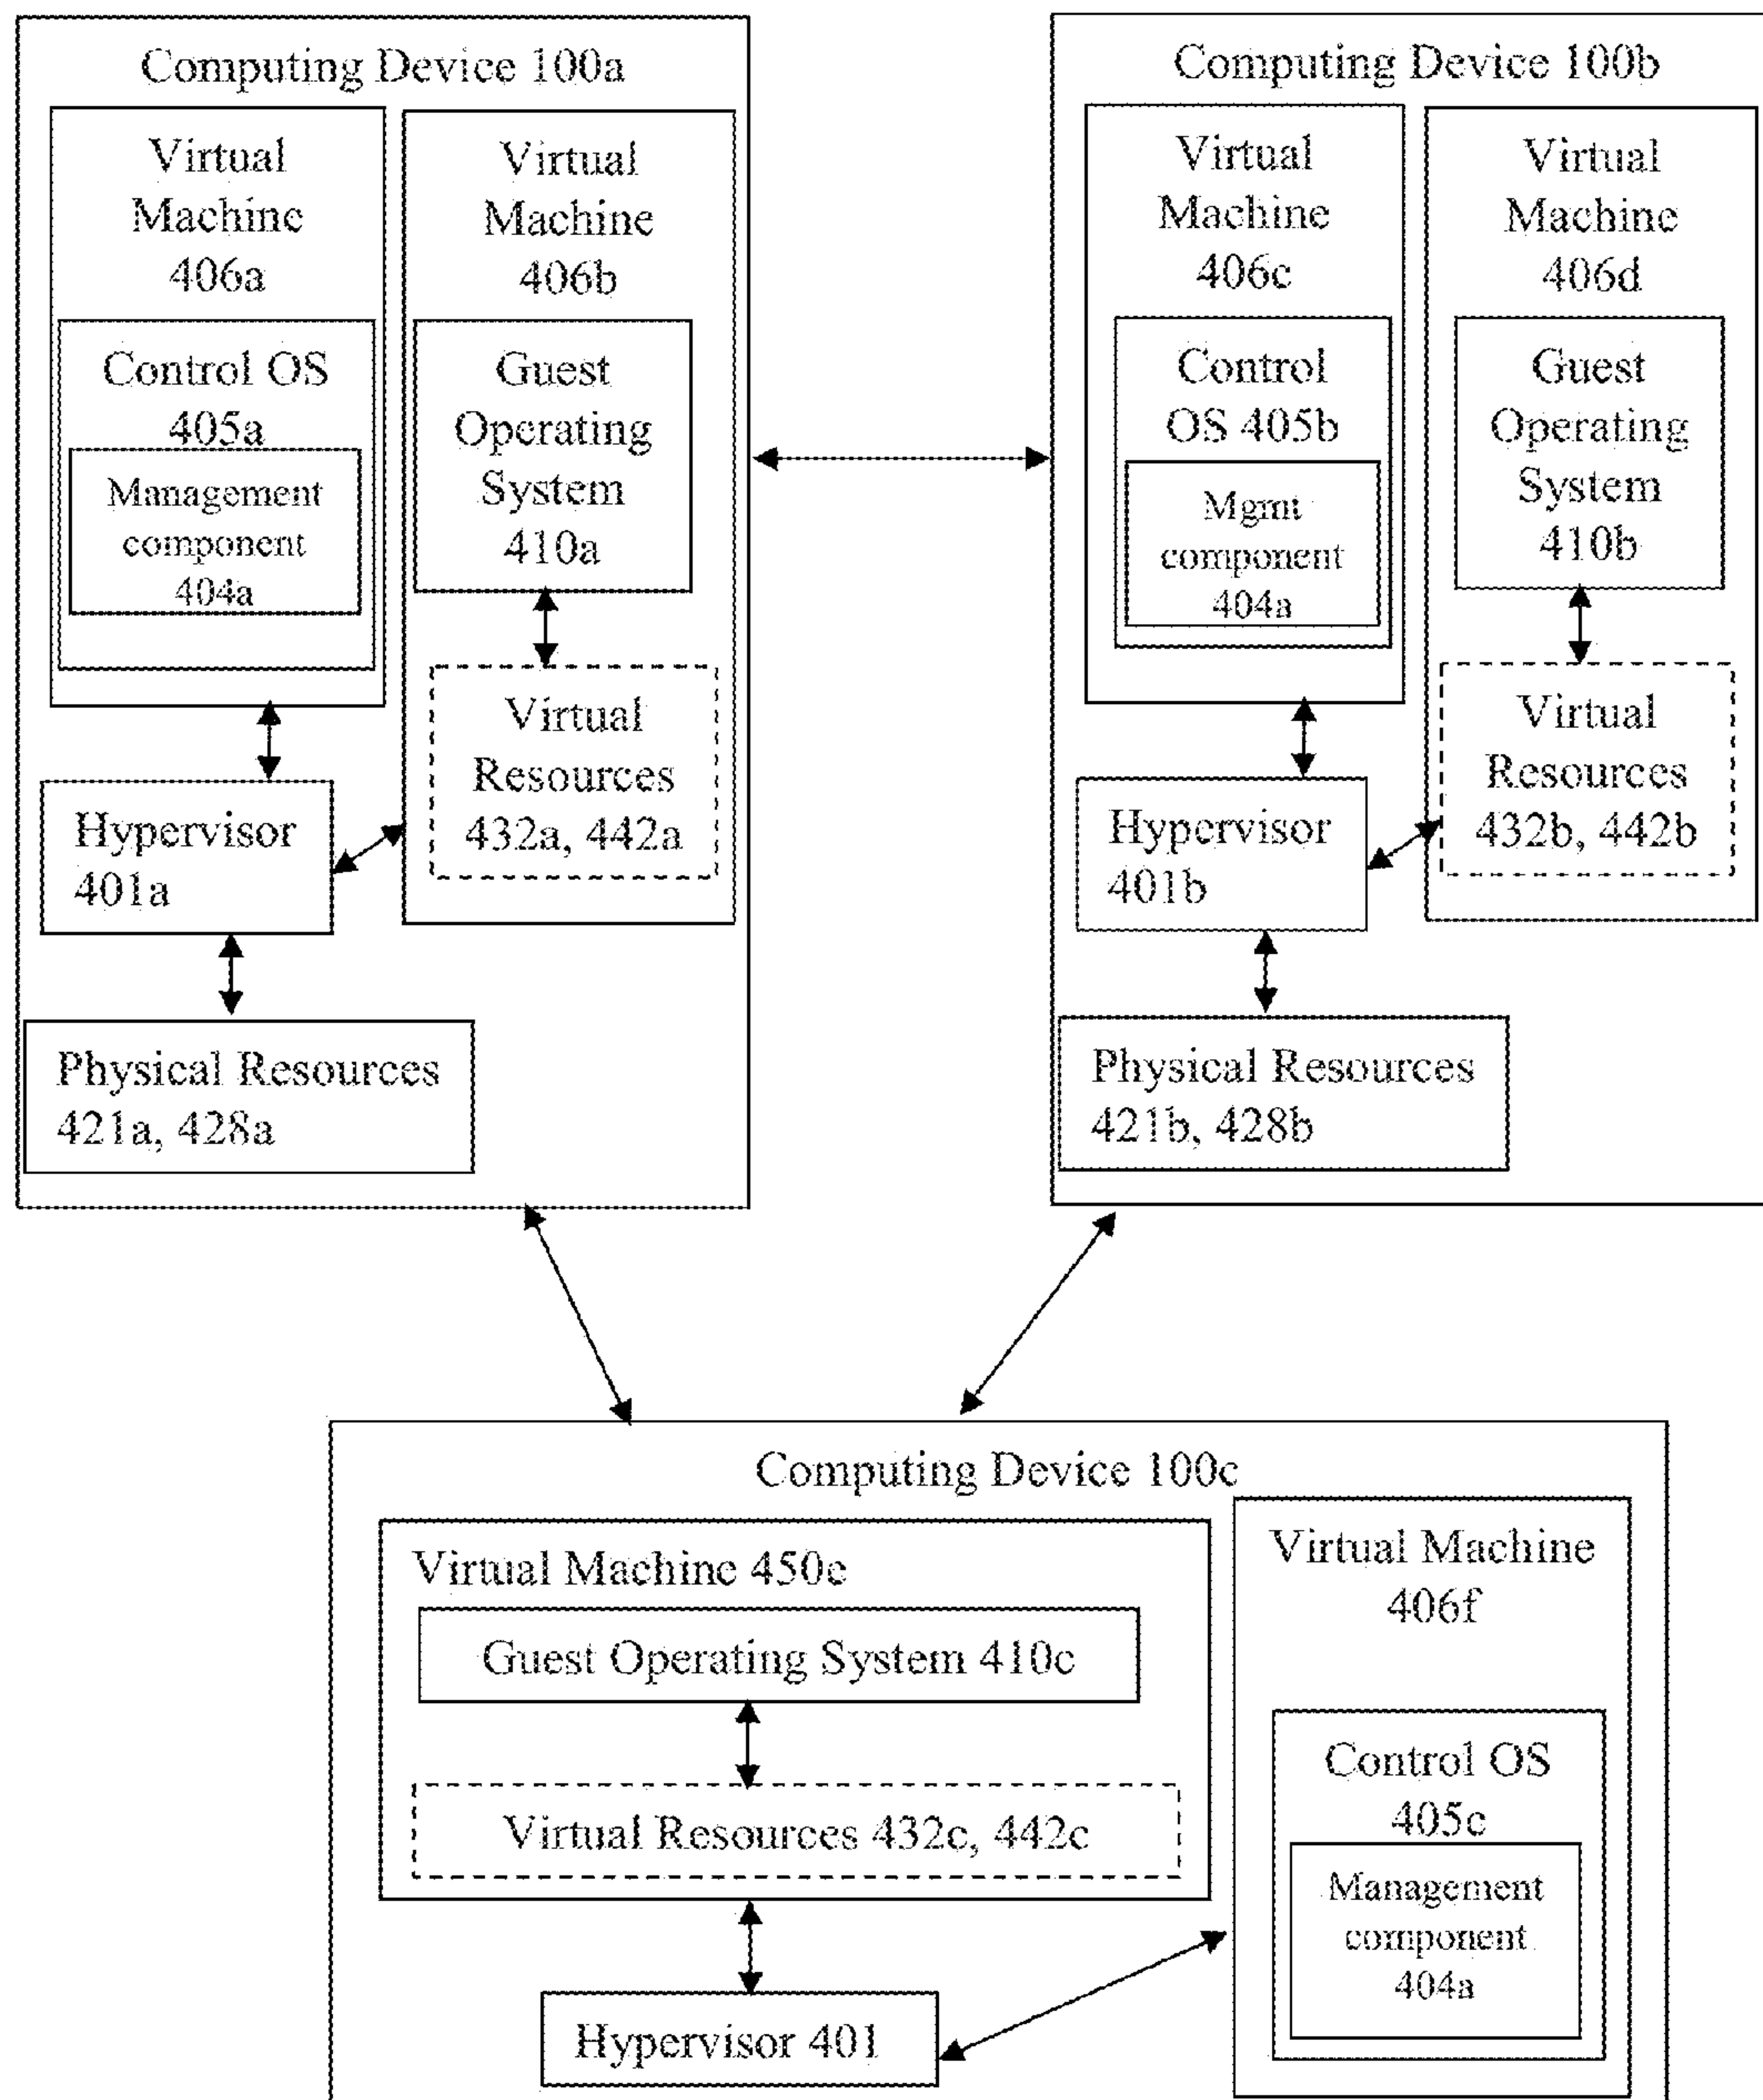 Computing Device 100a
Virtual
Machine
406a
Control OS
405a
Management
component
404a
Virtual
Machine
406b
Guest
Operating
System
410a
Virtual
Resources
432a, 442a
Hypervisor
401a
Physical Resources
421a, 428a
Computing Device 100b
Virtual
Machine
406c
Control
OS 405b
Mgmt
component
404a
Virtual
Machine
406d
Guest
Operating
System
410b
Virtual
Resources
432b, 442b
Hypervisor
401b
Physical Resources
421b, 428b
Computing Device 100c
Virtual Machine 450e
Guest Operating System 410c
Virtual Resources 432c, 442c
Hypervisor 401
Virtual Machine
406f
Control OS
405c
Management
component
404a